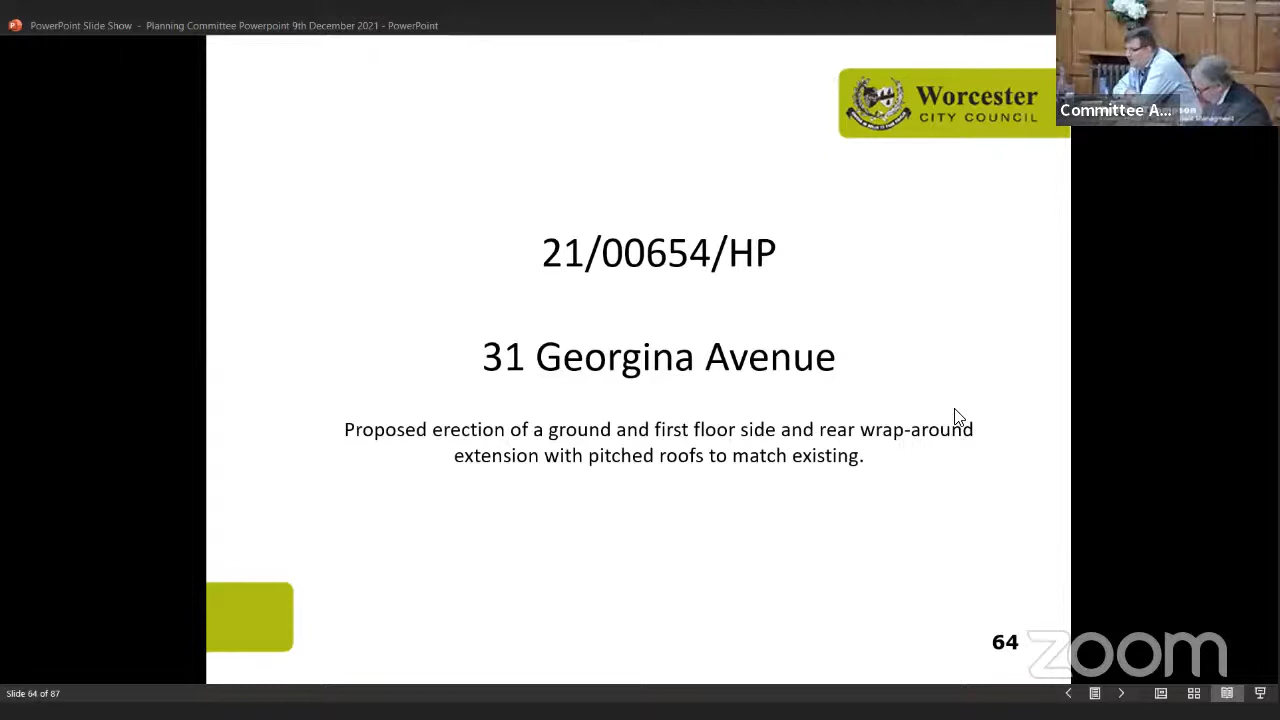 PowerPoint Slide Show - Planning Committee Powerpoint 9th December 2021 - PowerPoint
Worcester
CITY COUNCIL
Committee A...
21/00654/HP
31 Georgina Avenue
Proposed erection of a ground and first floor side and rear wrap-around
extension with pitched roofs to match existing.
64
zoom
Slide 64 of 87